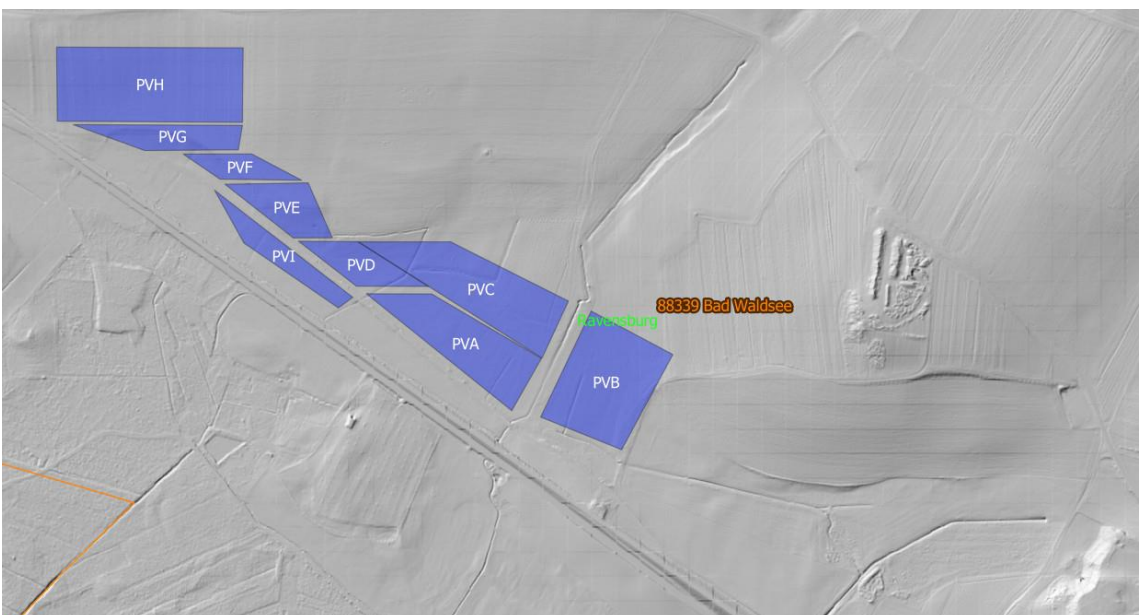 PVH
PVG
PVF
PVE
PVI
PVD
PVC
88339 Bad Waldsee
Ravensburg
PVA
PVB